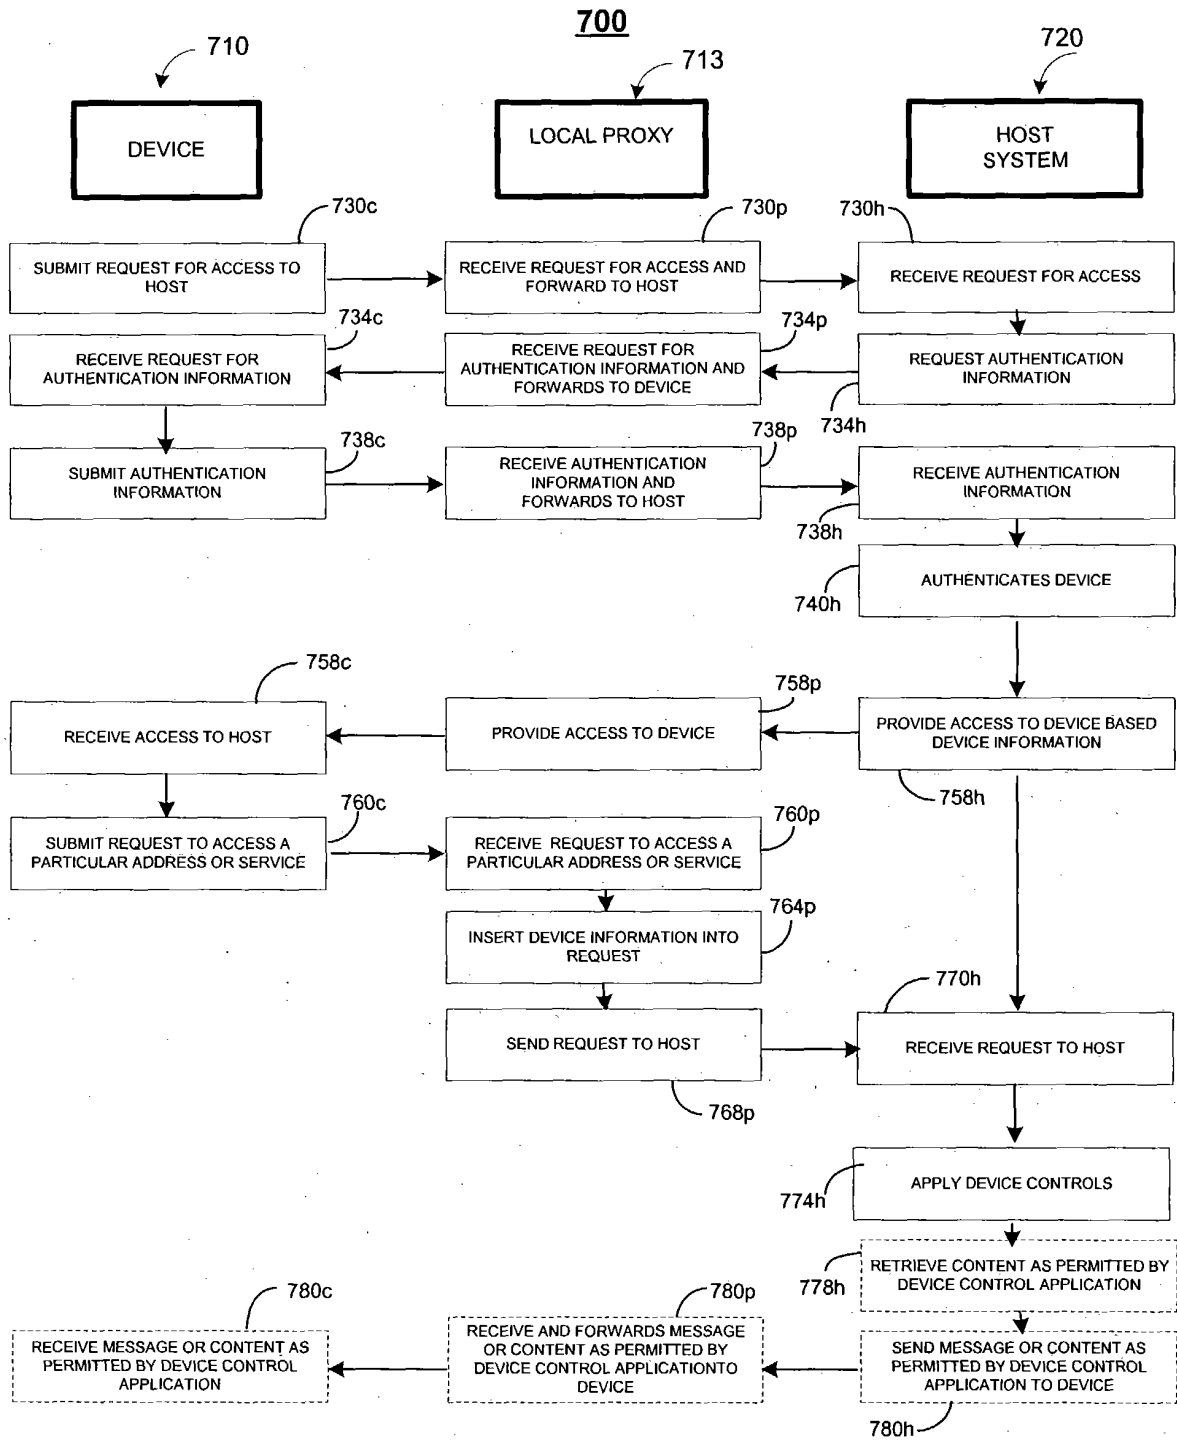 700
710
713
720
DEVICE
LOCAL PROXY
HOST
SYSTEM
730c
730p
730h
SUBMIT REQUEST FOR ACCESS TO
HOST
RECEIVE REQUEST FOR ACCESS AND
FORWARD TO HOST
RECEIVE REQUEST FOR ACCESS
734c
734p
RECEIVE REQUEST FOR
AUTHENTICATION INFORMATION
RECEIVE REQUEST FOR
AUTHENTICATION INFORMATION AND
FORWARDS TO DEVICE
REQUEST AUTHENTICATION
INFORMATION
734h
738c
738p
SUBMIT AUTHENTICATION
INFORMATION
RECEIVE AUTHENTICATION
INFORMATION AND
FORWARDS TO HOST
RECEIVE AUTHENTICATION
INFORMATION
738h
AUTHENTICATES DEVICE
740h
758c
758p
RECEIVE ACCESS TO HOST
PROVIDE ACCESS TO DEVICE
PROVIDE ACCESS TO DEVICE BASED
DEVICE INFORMATION
758h
760c
760p
SUBMIT REQUEST TO ACCESS A
PARTICULAR ADDRESS OR SERVICE
RECEIVE REQUEST TO ACCESS A
PARTICULAR ADDRESS OR SERVICE
764p
INSERT DEVICE INFORMATION INTO
REQUEST
770h
SEND REQUEST TO HOST
RECEIVE REQUEST TO HOST
768p
APPLY DEVICE CONTROLS
774h
RETRIEVE CONTENT AS PERMITTED BY
DEVICE CONTROL APPLICATION
778h
780c
780p
RECEIVE MESSAGE OR CONTENT AS
PERMITTED BY DEVICE CONTROL
APPLICATION
RECEIVE AND FORWARDS MESSAGE
OR CONTENT AS PERMITTED BY
DEVICE CONTROL APPLICATIONTO
DEVICE
SEND MESSAGE OR CONTENT AS
PERMITTED BY DEVICE CONTROL
APPLICATION TO DEVICE
780h